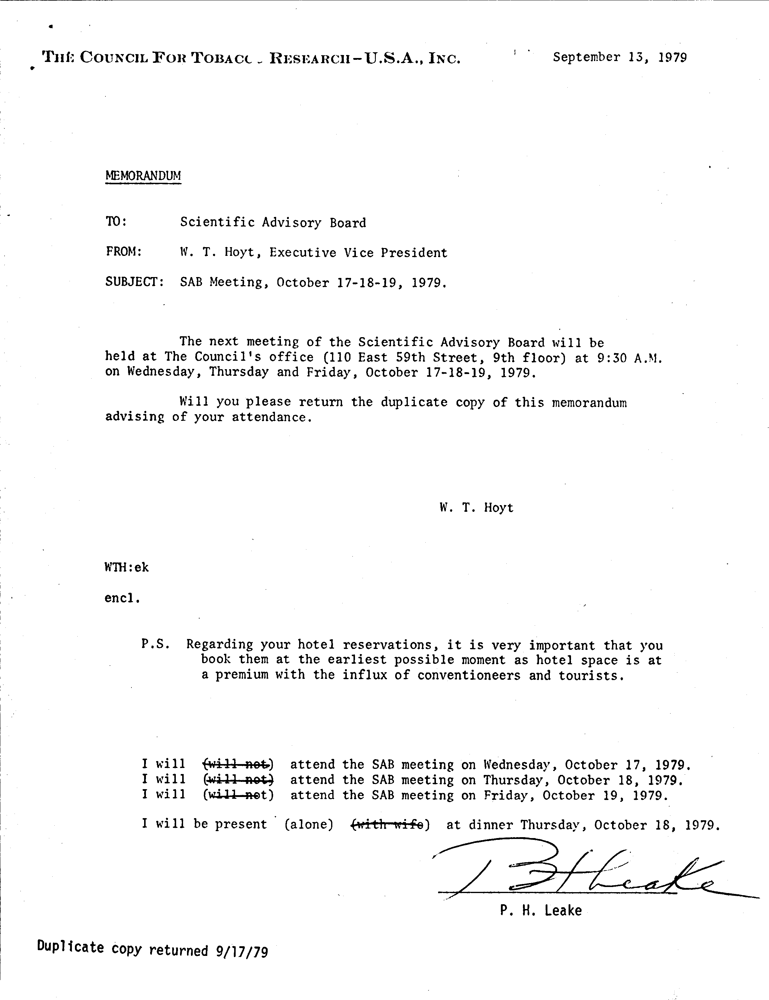 THE COUNCIL FOR TOBACC RESEARCH-U.S.A., INC.
September 13, 1979
MEMORANDUM
TO: Scientific Advisory Board
FROM: W. T. Hoyt, Executive Vice President
SUBJECT: SAB Meeting, October 17-18-19, 1979.
The next meeting of the Scientific Advisory Board will be
held at The Council's office (110 East 59th Street, 9th floor) at 9:30 A.M.
on Wednesday, Thursday and Friday, October 17-18-19, 1979.
Will you please return the duplicate copy of this memorandum
advising of your attendance.
W. T. Hoyt
WTH:ek
encl.
P.S. Regarding your hotel reservations, it is very important that you
book them at the earliest possible moment as hotel space is at
a premium with the influx of conventioneers and tourists.
I will (will not) attend the SAB meeting on Wednesday, October 17, 1979.
I will (will not) attend the SAB meeting on Thursday, October 18, 1979.
I will (will not) attend the SAB meeting on Friday, October 19, 1979.
I will be present (alone) (with wife) at dinner Thursday, October 18, 1979.
P. H. Leake
Duplicate copy returned 9/17/79